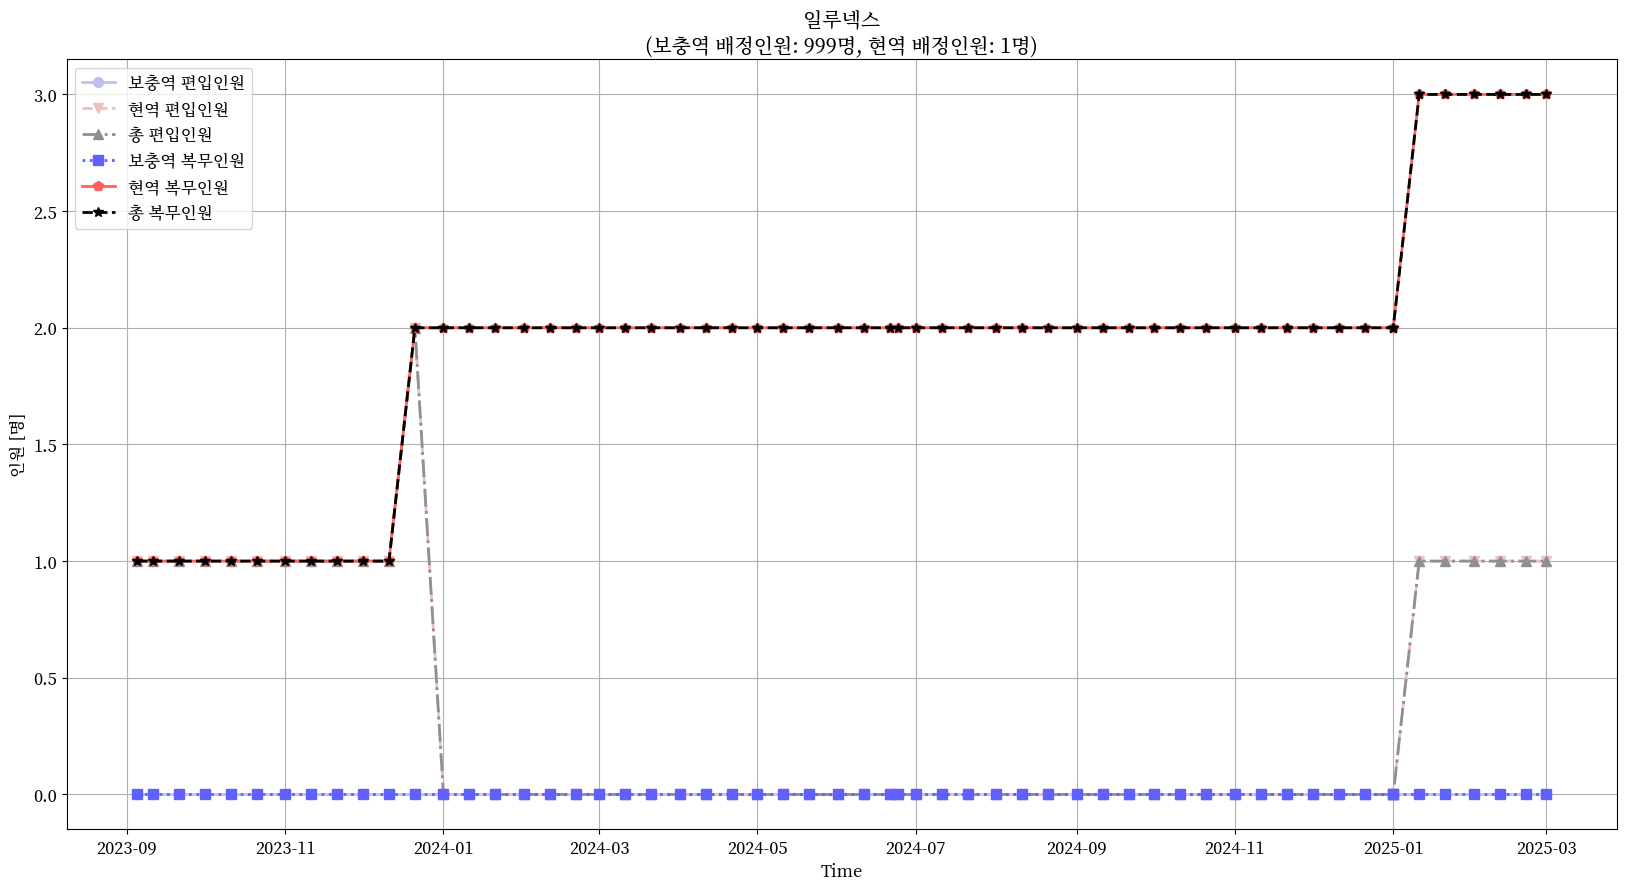 일루넥스
(보충역 배정인원: 999명, 현역 배정인원: 1명)
보충역 편입인원
현역 편입인원
총 편입인원
보충역 복무인원
현역 복무인원
총 복무인원
3.0
2.5
2.0
1.5
1.0
0.5
0.0
인원 [명]
2023-09
2023-11
2024-01
2024-03
2024-05
2024-07
2024-09
2024-11
2025-01
2025-03
Time